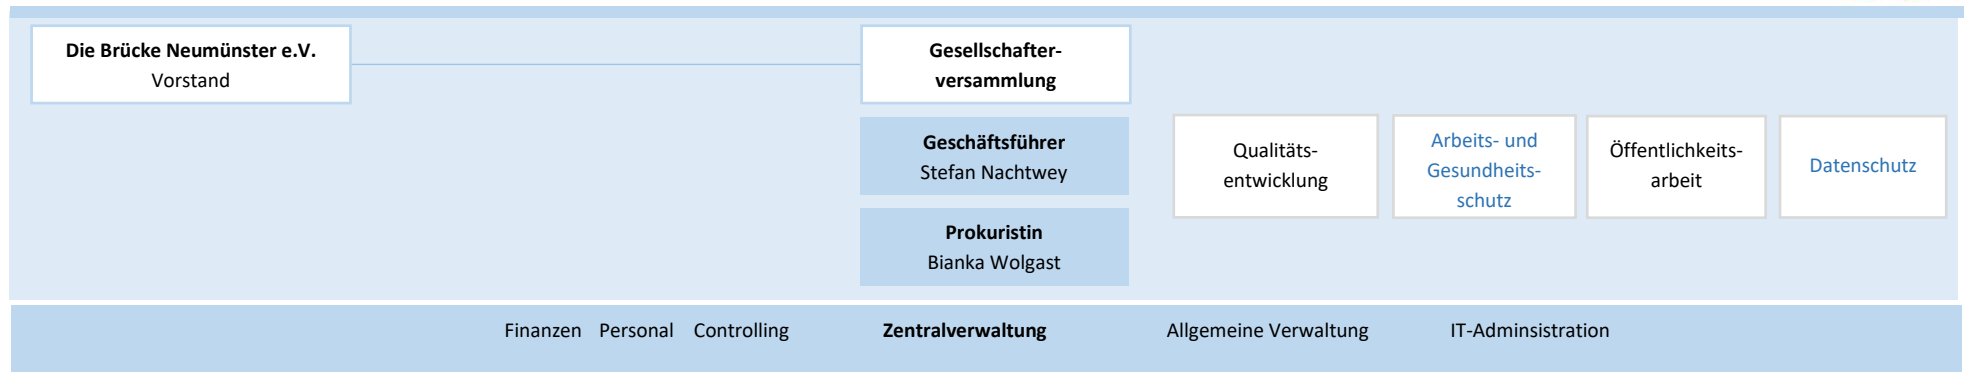 Die Brücke Neumünster e.V.
Vorstand
Gesellschafter-
versammlung
Geschäftsführer
Stefan Nachtwey
Prokuristin
Bianka Wolgast
Qualitäts-
entwicklung
Arbeits- und
Gesundheits-
schutz
Öffentlichkeits-
arbeit
Datenschutz
Finanzen Personal Controlling Zentralverwaltung Allgemeine Verwaltung IT-Adminsistration